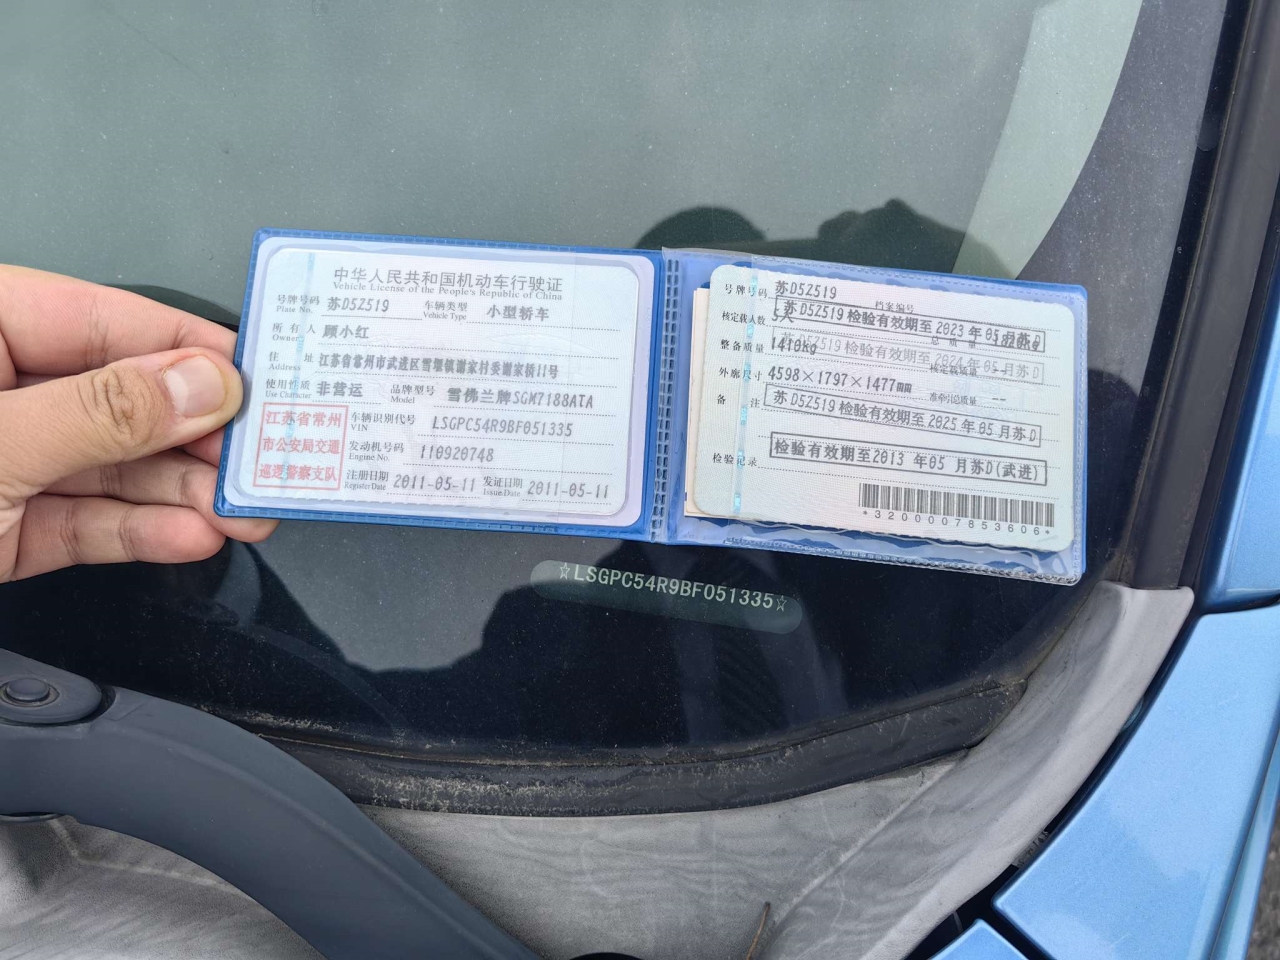 中华人民共和国机动车行驶证
Vehicle License of the People's Republic of China
号牌号码 苏D5Z519 车辆类型 小型轿车
Plate No. Vehicle Type
所有人 顾小红
Owner
住址 江苏省常州市武进区雪堰镇谢家村委谢家桥11号
Address
使用性质 非营运 品牌型号 雪佛兰牌SGM7188ATA
Use Character Model
江苏省常州
市公安局交通
巡逻警察支队
车辆识别代号 LSGPC54R9BF051335
VIN
发动机号码 110920748
Engine No.
注册日期 2011-05-11 发证日期 2011-05-11
Register Date Issue Date
号牌号码 苏D5Z519 档案编号
苏D5Z519检验有效期至2023年05月苏D
核定载人数 5人 总质量
整备质量 1410kg 核定载质量
苏D5Z519检验有效期至2024年05月苏D
外廓尺寸 4598×1797×1477mm 准牵引总质量 --
备注
苏D5Z519检验有效期至2025年05月苏D
检验有效期至2013年05月苏D(武进)
检验记录
*3200007853606*
☆LSGPC54R9BF051335☆